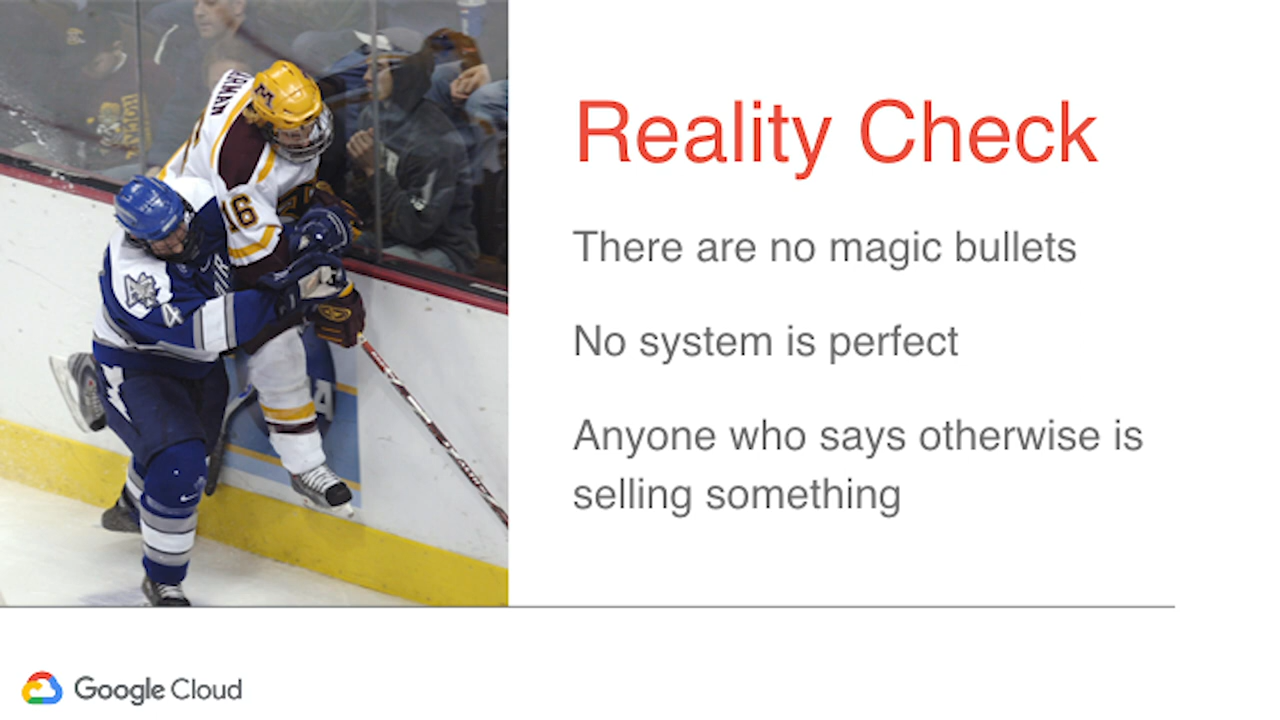 Reality Check
There are no magic bullets
No system is perfect
Anyone who says otherwise is
selling something
M
16
4
Google Cloud